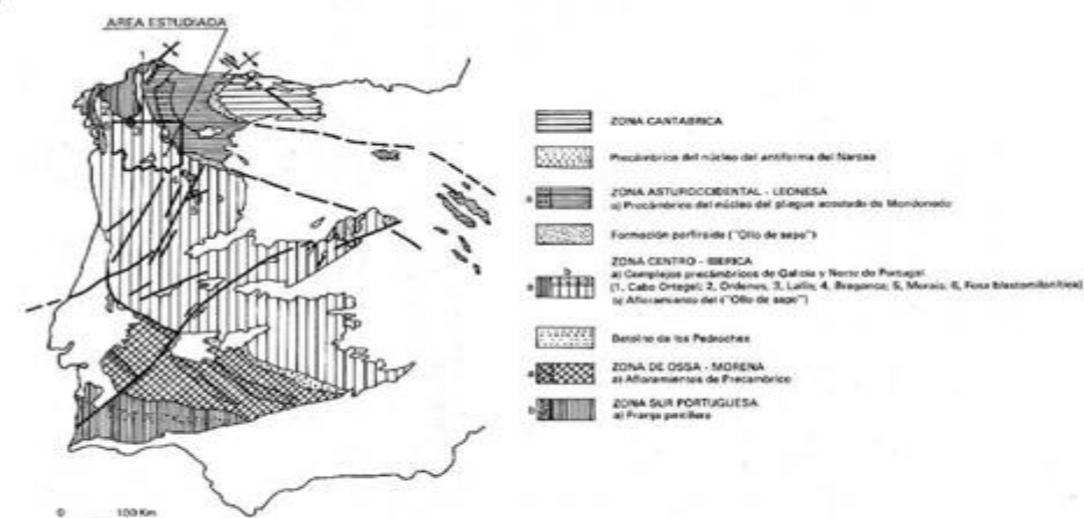 AREA ESTUDIADA
ZONA CANTABRICA
Precámbrico del núcleo del antiforma del Narcea
ZONA ASTUROCCIDENTAL - LEONESA
a) Precámbrico del núcleo del pliegue acostado de Mondoñedo
Formación porfiroide ("Ollo de sapo")
ZONA CENTRO - IBERICA
a) Complejos precámbricos de Galicia y Norte de Portugal
(1, Cabo Ortegal; 2, Ordenes; 3, Lalín; 4, Bragança; 5, Morais; 6, Fosa blastomilonítica)
b) Afloramiento del ("Ollo de sapo")
Batolito de los Pedroches
ZONA DE OSSA - MORENA
a) Afloramientos de Precámbrico
ZONA SUR PORTUGUESA
a) Franja piritífera
0 100 Km